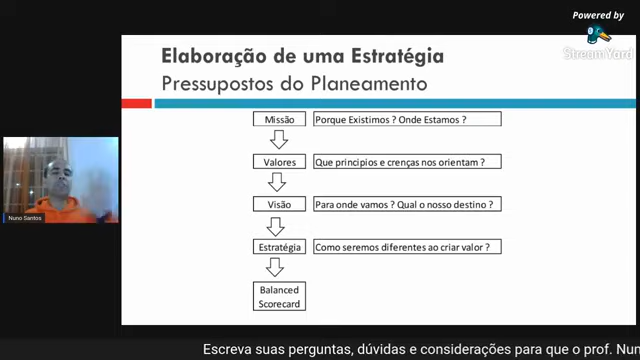 Powered by
StreamYard
Elaboração de uma Estratégia
Pressupostos do Planeamento
Missão
Porque Existimos ? Onde Estamos ?
Valores
Que principios e crenças nos orientam ?
Visão
Para onde vamos ? Qual o nosso destino ?
Estratégia
Como seremos diferentes ao criar valor ?
Balanced
Scorecard
Nuno Santos
Escreva suas perguntas, dúvidas e considerações para que o prof. Nun